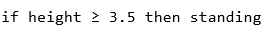 if height ≥ 3.5 then standing